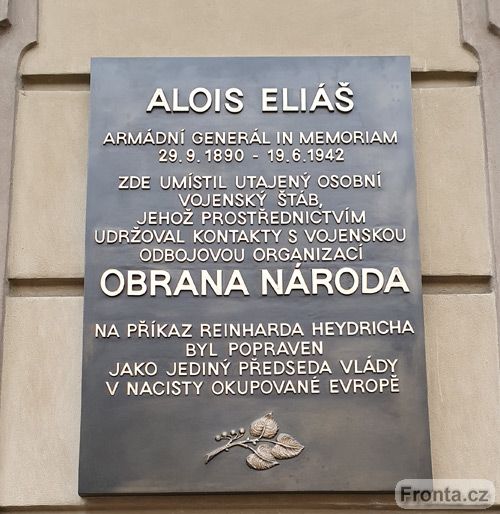 ALOIS ELIÁŠ
ARMÁDNÍ GENERÁL IN MEMORIAM
29.9.1890 - 19.6.1942
ZDE UMÍSTIL UTAJENÝ OSOBNÍ
VOJENSKÝ ŠTÁB,
JEHOŽ PROSTŘEDNICTVÍM
UDRŽOVAL KONTAKTY S VOJENSKOU
ODBOJOVOU ORGANIZACÍ
OBRANA NÁRODA
NA PŘÍKAZ REINHARDA HEYDRICHA
BYL POPRAVEN
JAKO JEDINÝ PŘEDSEDA VLÁDY
V NACISTY OKUPOVANÉ EVROPĚ
Fronta.cz